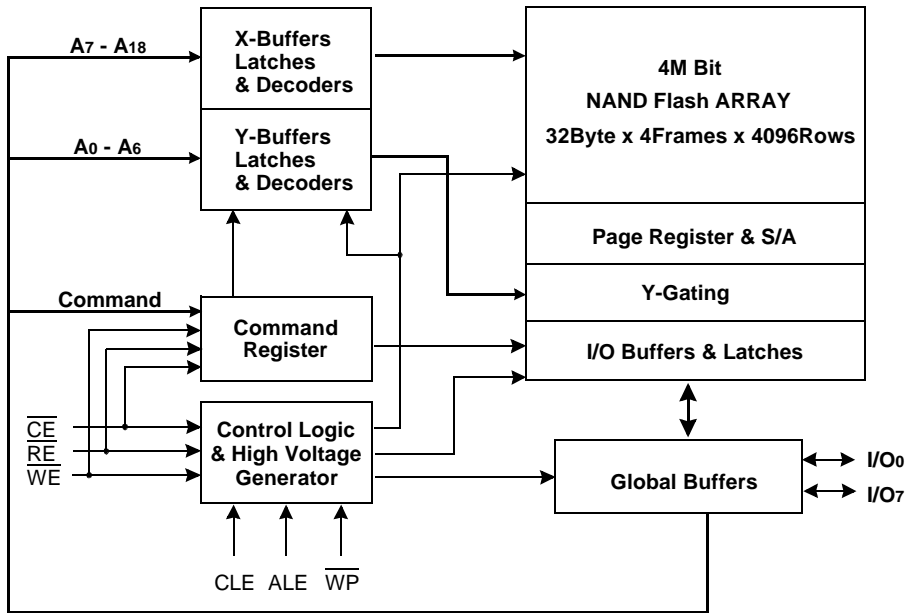 A7 - A18
X-Buffers
Latches
& Decoders
4M Bit
NAND Flash ARRAY
32Byte x 4Frames x 4096Rows
A0 - A6
Y-Buffers
Latches
& Decoders
Page Register & S/A
Y-Gating
Command
Command
Register
I/O Buffers & Latches
CE
RE
WE
Control Logic
& High Voltage
Generator
Global Buffers
I/O0
I/O7
CLE ALE WP